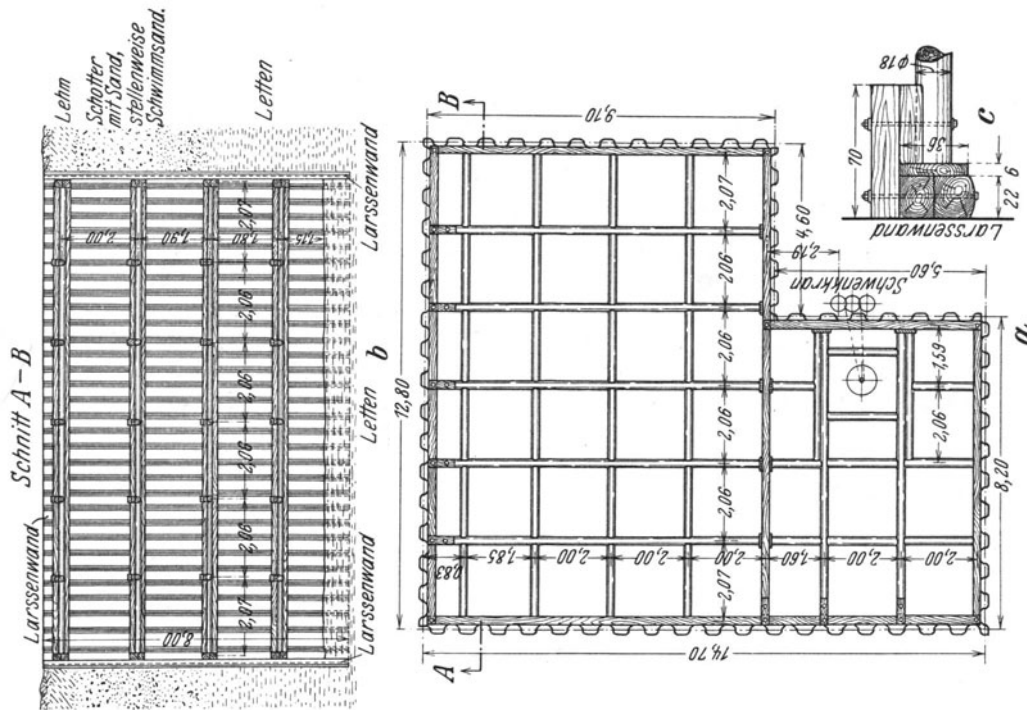 Schnitt A – B
Larssenwand
Lehm
Schotter
mit Sand,
stellenweise
Schwimmsand.
Letten
8,00
2,00
1,90
1,80
1,15
2,07
2,06
2,06
2,06
2,06
2,07
Larssenwand
Letten
Larssenwand
b
12,80
A
B
14,70
9,10
0,83
1,85
2,00
2,00
2,00
1,60
2,00
2,00
2,07
2,06
2,06
2,06
206
2,07
4,60
2,19
Schwenkkran
5,60
2,06
1,59
8,20
a
Larssenwand
70
36
φ18
22
6
c